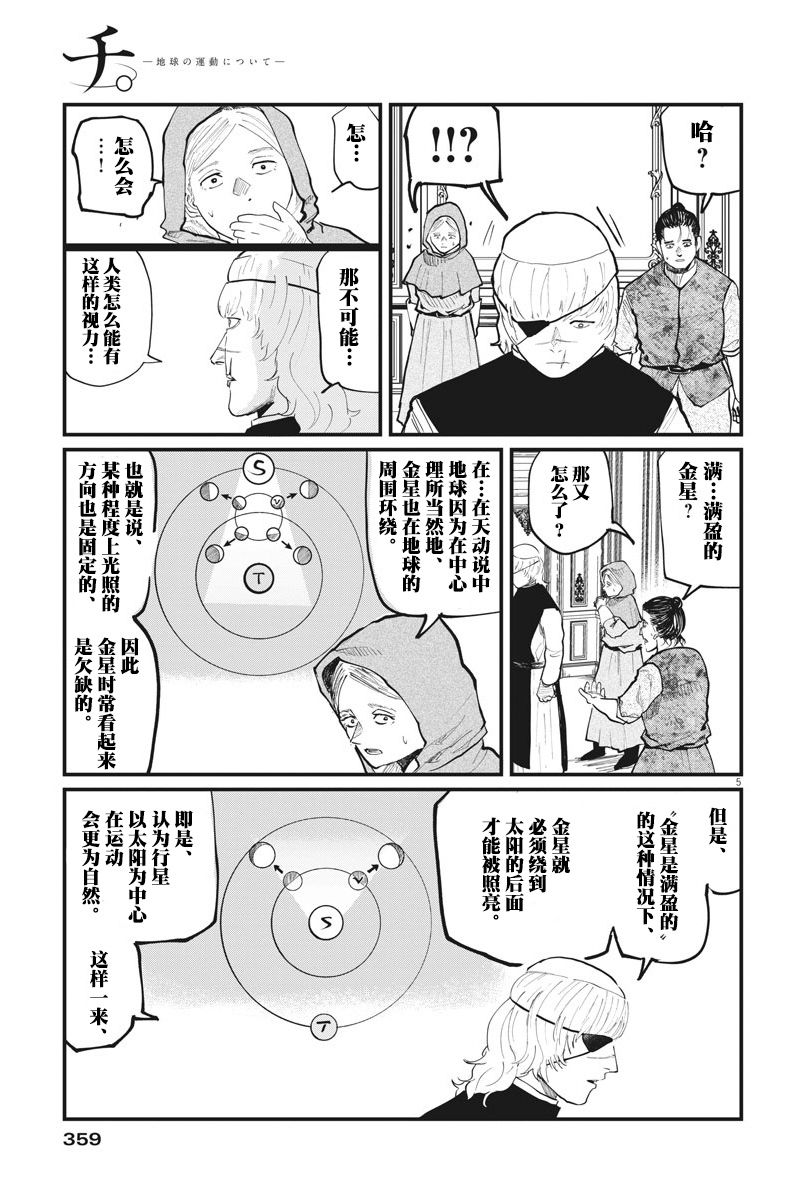 チ。
—地球の運動について—
哈?
!!!?
怎…
怎么会
…!
那不可能…
人类怎么能有
这样的视力…
满…满盈的
金星?
那又
怎么了?
在…在天动说中
地球因为在中心
理所当然地、
金星也在地球的
周围环绕。
S
V
T
也就是说、
某种程度上光照的
方向也是固定的、
因此
金星时常看起来
是欠缺的。
5
但是、
“金星是满盈的”
的这种情况下、
金星就
必须绕到
太阳的后面
才能被照亮。
V
S
T
即是、
认为行星
以太阳为中心
在运动
会更为自然。
这样一来、
359